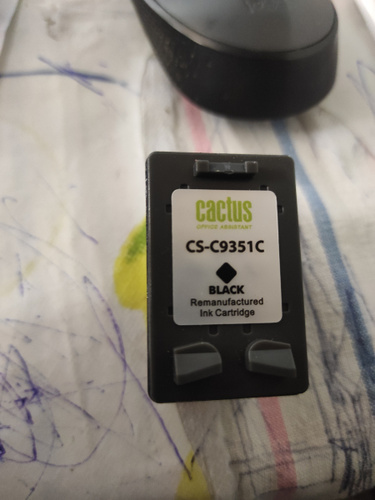 cactus
OFFICE ASSISTANT
CS-C9351C
BLACK
Remanufactured
Ink Cartridge